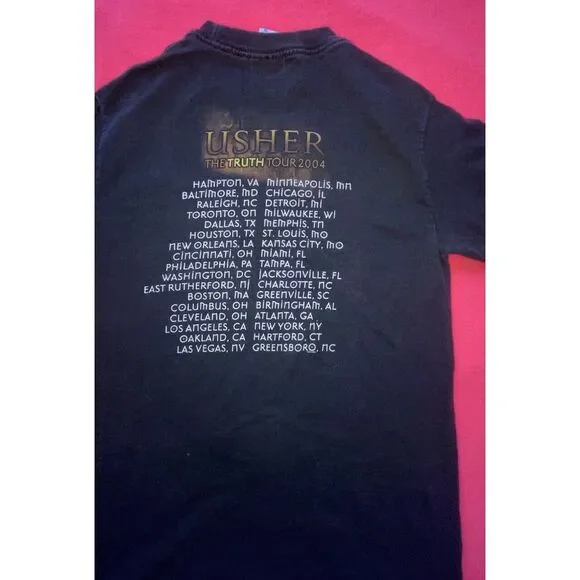 USHER
THE TRUTH TOUR 2004
HAMPTON, VA MINNEAPOLIS, MN
BALTIMORE, MD CHICAGO, IL
RALEIGH, NC DETROIT, MI
TORONTO, ON MILWAUKEE, WI
DALLAS, TX MEMPHIS, TN
HOUSTON, TX ST. LOUIS, MO
NEW ORLEANS, LA KANSAS CITY, MO
CINCINATI, OH MIAMI, FL
PHILADELPHIA, PA TAMPA, FL
WASHINGTON, DC JACKSONVILLE, FL
EAST RUTHERFORD, NJ CHARLOTTE, NC
BOSTON, MA GREENVILLE, SC
COLUMBUS, OH BIRMINGHAM, AL
CLEVELAND, OH ATLANTA, GA
LOS ANGELES, CA NEW YORK, NY
OAKLAND, CA HARTFORD, CT
LAS VEGAS, NV GREENSBORO, NC